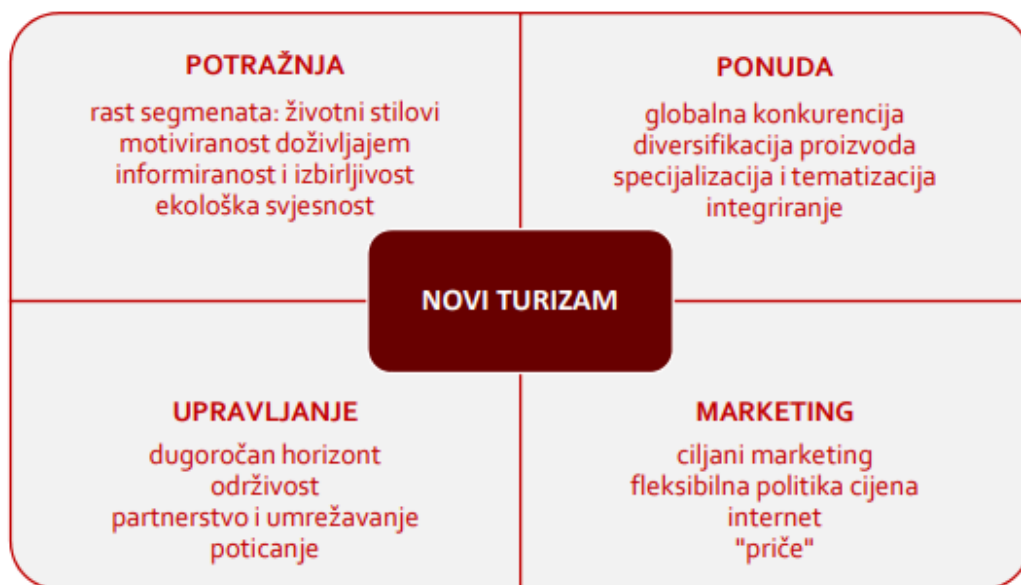 POTRAŽNJA
rast segmenata: životni stilovi
motiviranost doživljajem
informiranost i izbirljivost
ekološka svjesnost
PONUDA
globalna konkurencija
diversifikacija proizvoda
specijalizacija i tematizacija
integriranje
NOVI TURIZAM
UPRAVLJANJE
dugoročan horizont
održivost
partnerstvo i umrežavanje
poticanje
MARKETING
ciljani marketing
fleksibilna politika cijena
internet
"priče"